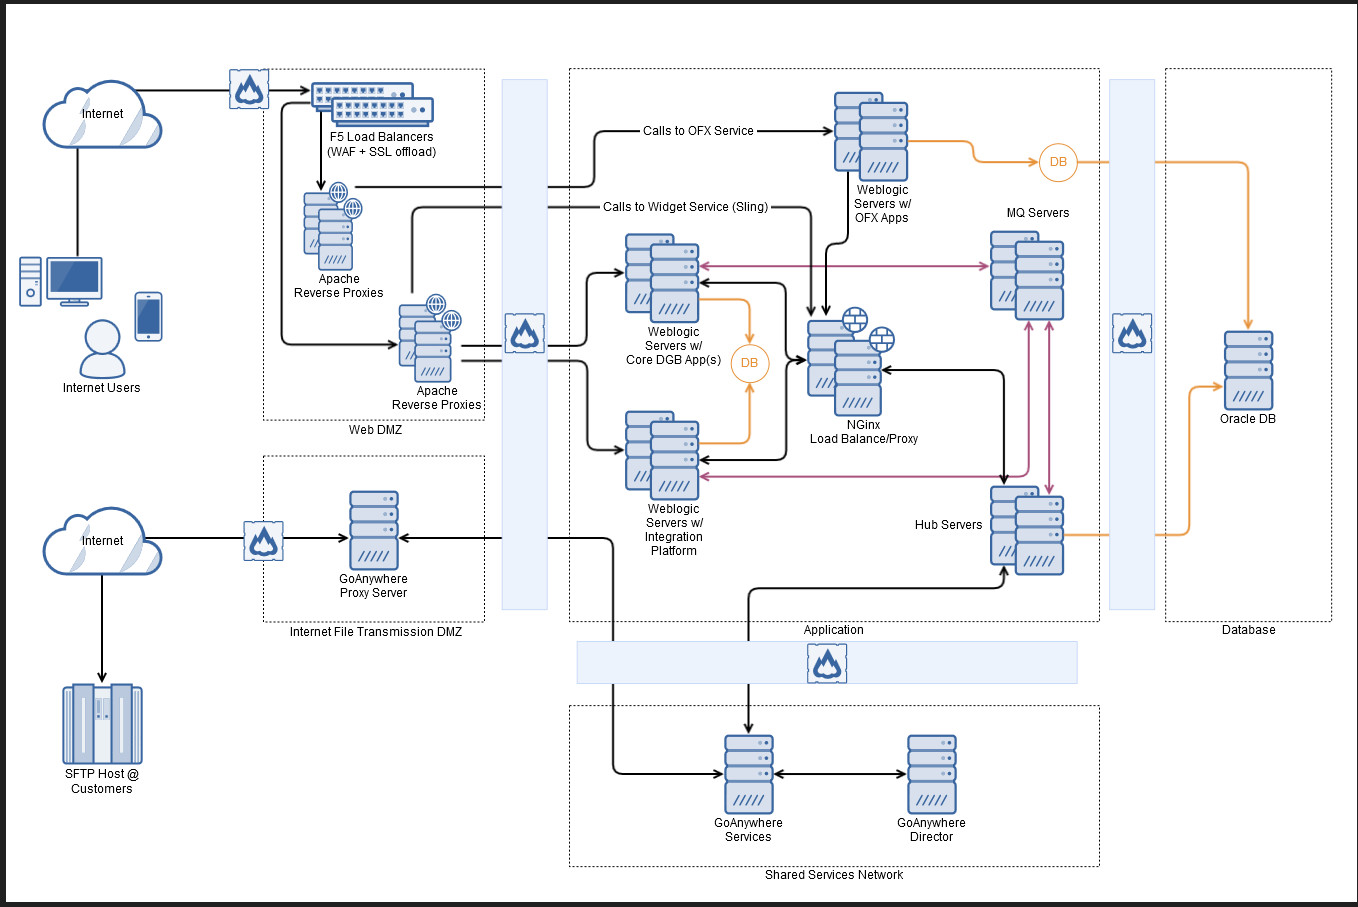 Internet
F5 Load Balancers
(WAF + SSL offload)
Calls to OFX Service
DB
Weblogic
Servers w/
OFX Apps
Calls to Widget Service (Sling)
MQ Servers
Apache
Reverse Proxies
Internet Users
Weblogic
Servers w/
Core DGB App(s)
DB
Apache
Reverse Proxies
Web DMZ
NGinx
Load Balance/Proxy
Oracle DB
Internet
Weblogic
Servers w/
Integration
Platform
Hub Servers
GoAnywhere
Proxy Server
Internet File Transmission DMZ
Application
Database
SFTP Host @
Customers
GoAnywhere
Services
GoAnywhere
Director
Shared Services Network